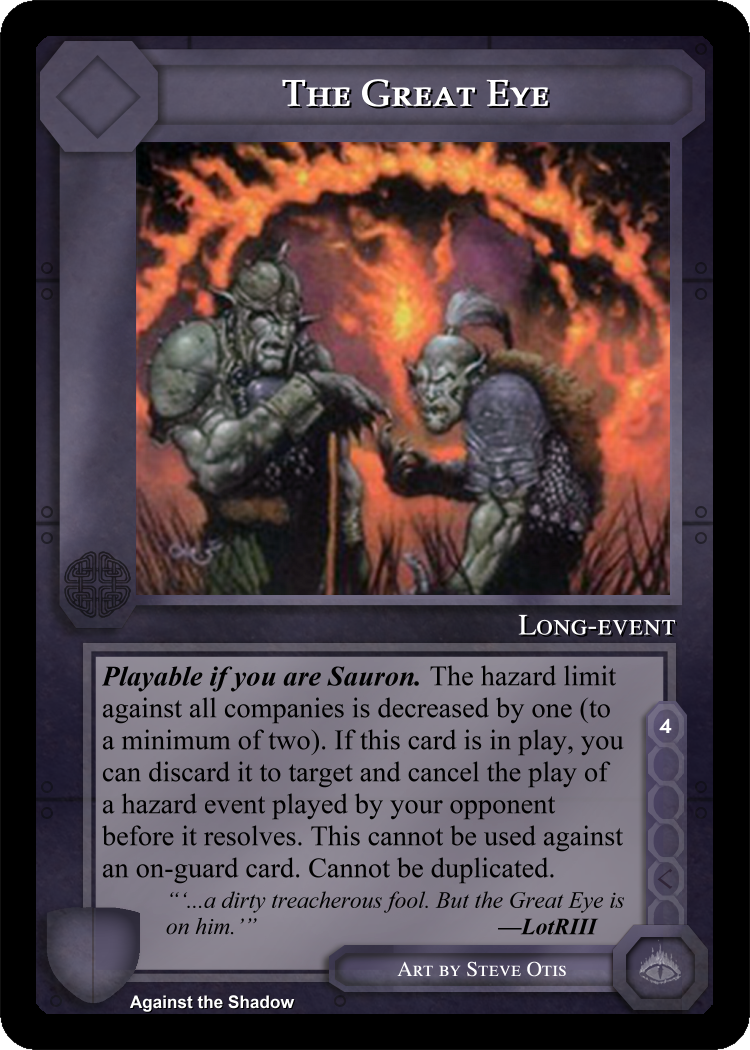 The Great Eye
Long-event
Playable if you are Sauron. The hazard limit
against all companies is decreased by one (to
a minimum of two). If this card is in play, you
can discard it to target and cancel the play of
a hazard event played by your opponent
before it resolves. This cannot be used against
an on-guard card. Cannot be duplicated.
4
“‘...a dirty treacherous fool. But the Great Eye is
on him.’” —LotRIII
Art by Steve Otis
Against the Shadow